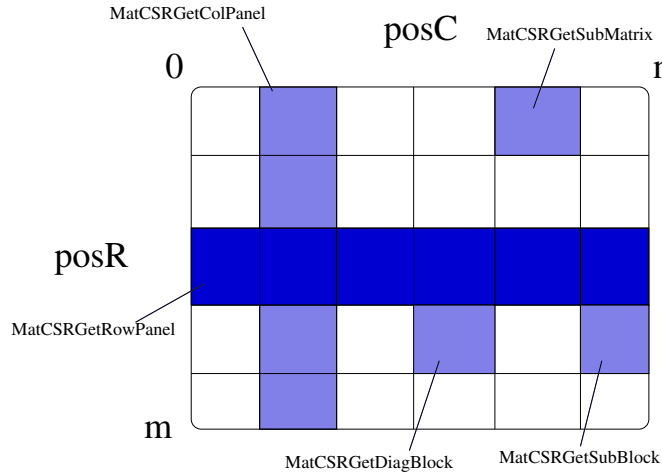 MatCSRGetColPanel
posC
MatCSRGetSubMatrix
0
n
posR
MatCSRGetRowPanel
m
MatCSRGetDiagBlock
MatCSRGetSubBlock